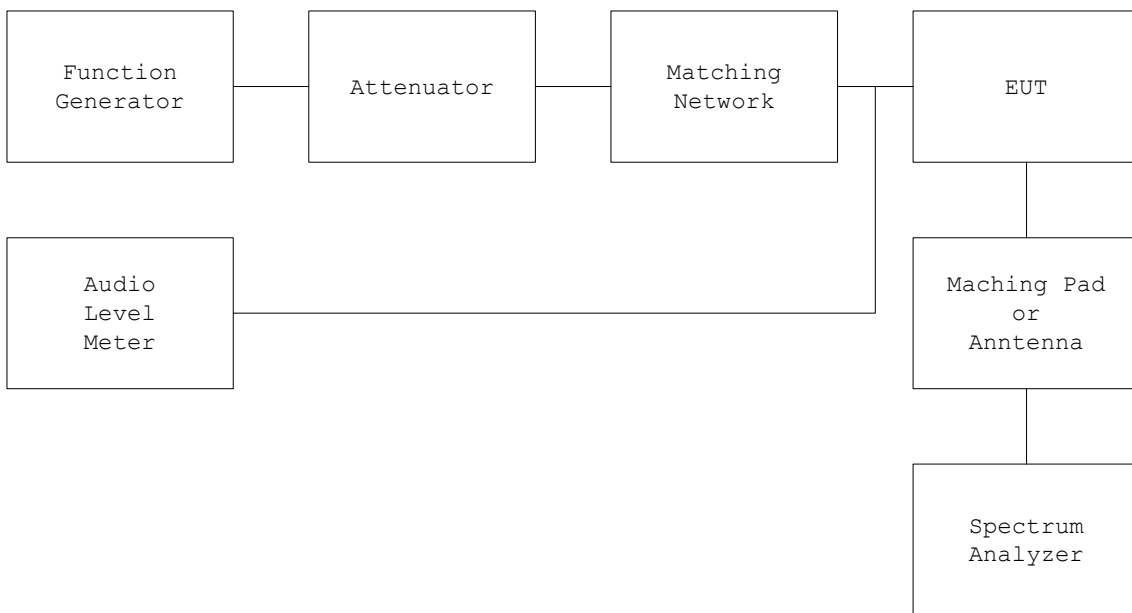 Function
Generator
Attenuator
Matching
Network
EUT
Audio
Level
Meter
Maching Pad
or
Anntenna
Spectrum
Analyzer